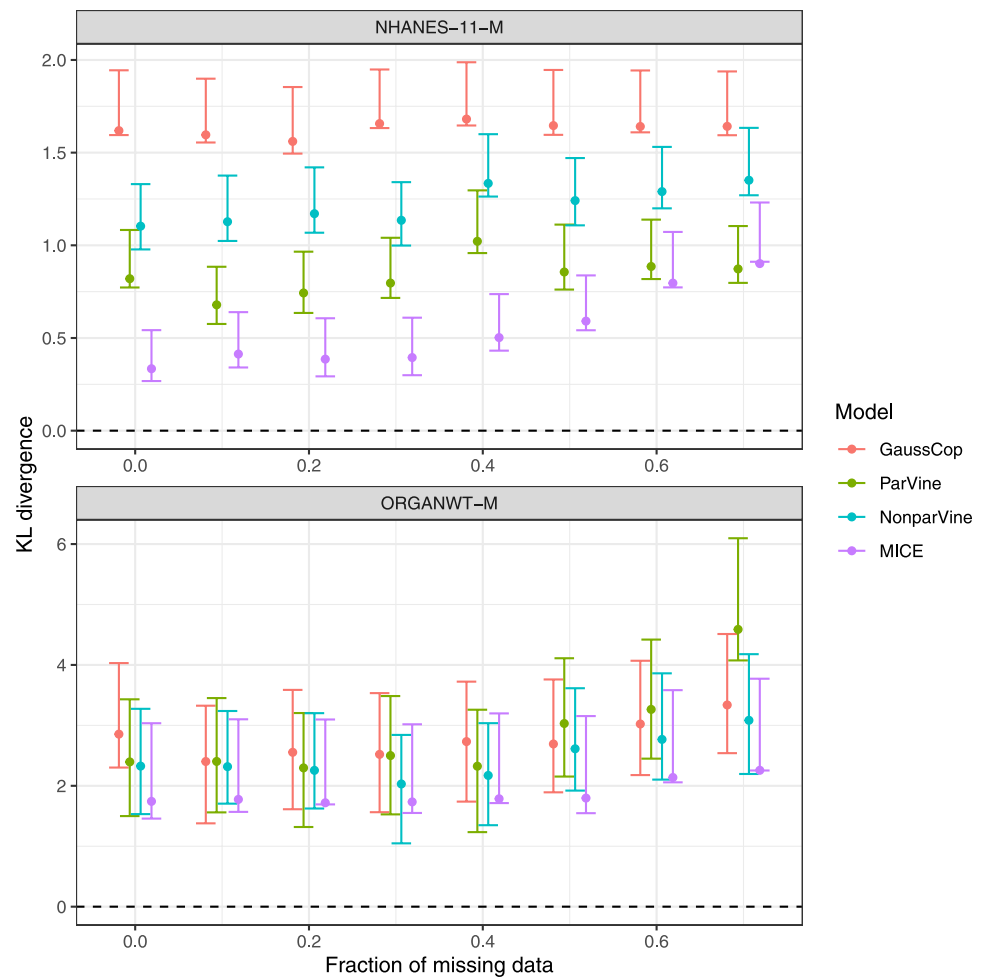 NHANES−11−M
2.0
1.5
1.0
0.5
0.0
0.0 0.2 0.4 0.6
ORGANWT−M
6
4
2
0
0.0 0.2 0.4 0.6
Fraction of missing data
KL divergence
Model
GaussCop
ParVine
NonparVine
MICE